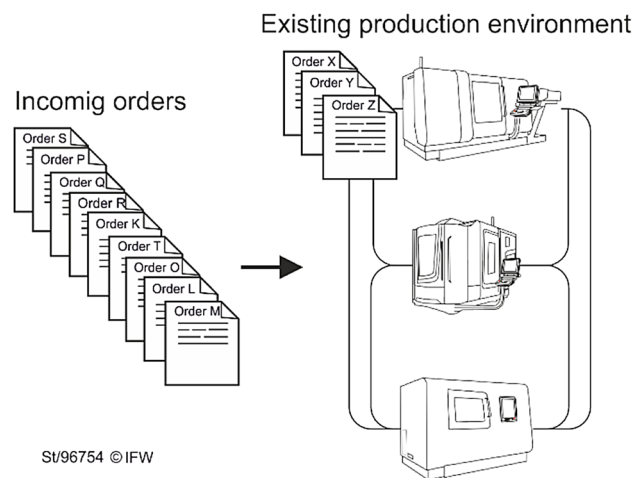 Existing production environment
Order X
Order Y
Order Z
Incomig orders
Order S
Order P
Order Q
Order R
Order K
Order T
Order O
Order L
Order M
St/96754 © IFW